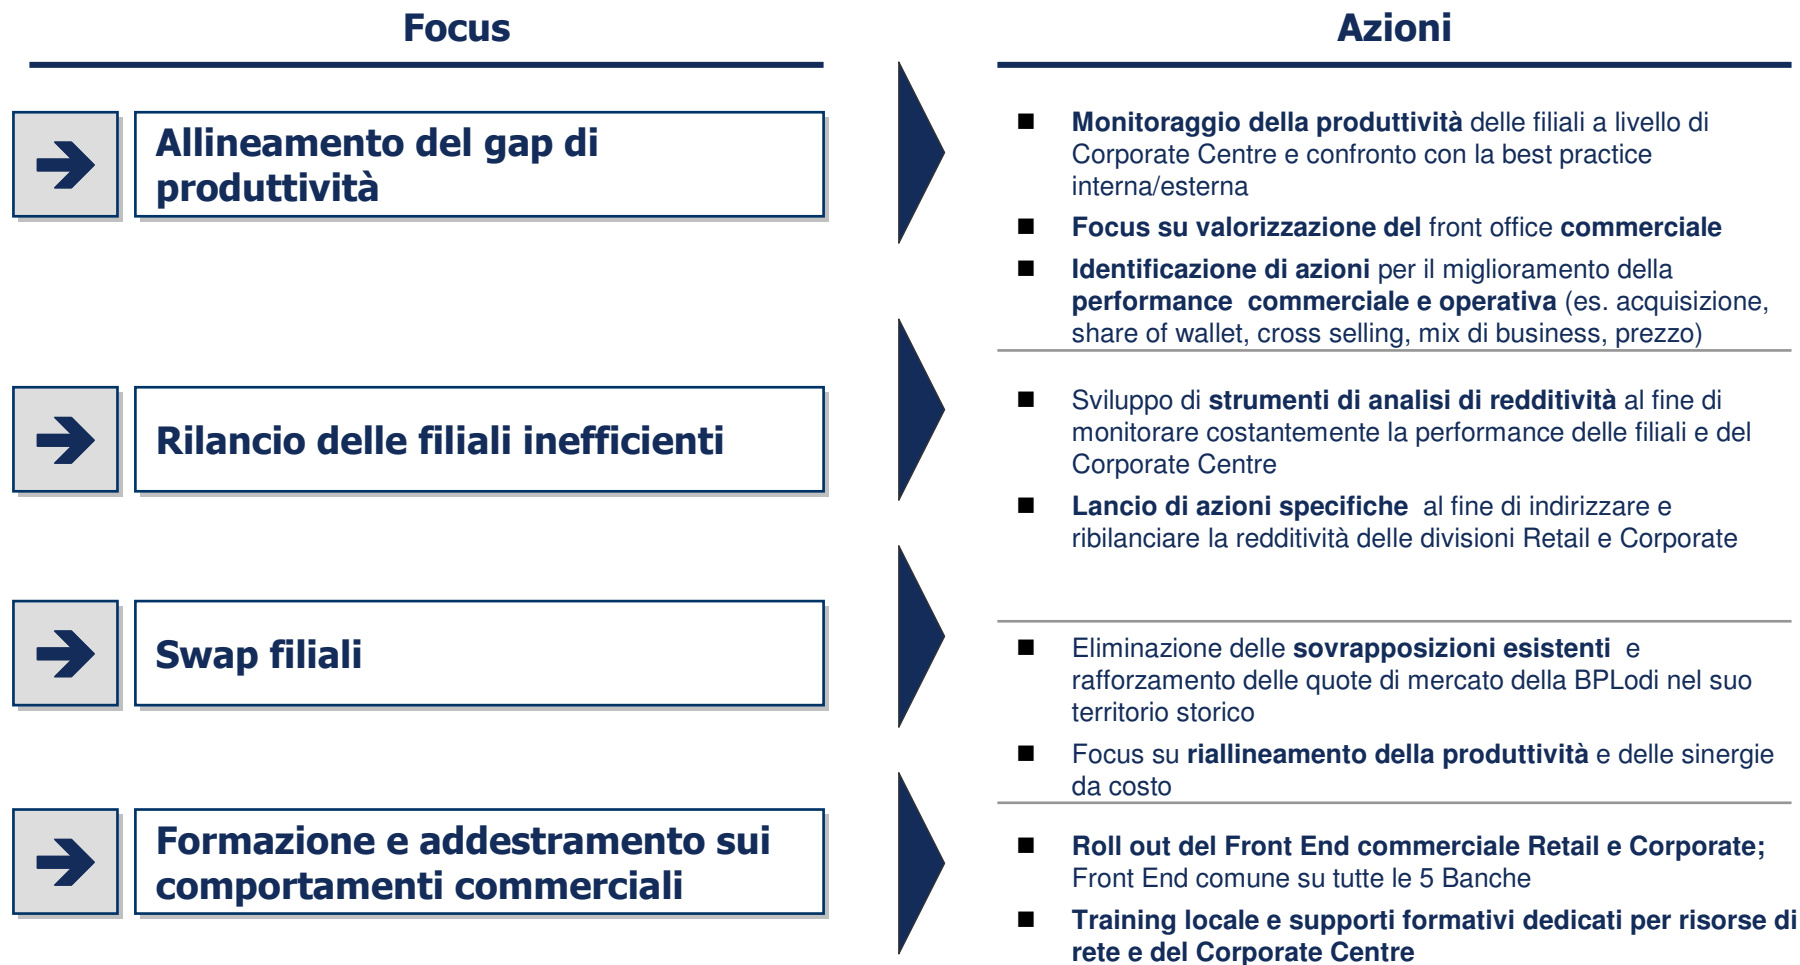 Focus
Azioni
Allineamento del gap di
produttività
■ Monitoraggio della produttività delle filiali a livello di
Corporate Centre e confronto con la best practice
interna/esterna
■ Focus su valorizzazione del front office commerciale
■ Identificazione di azioni per il miglioramento della
performance commerciale e operativa (es. acquisizione,
share of wallet, cross selling, mix di business, prezzo)
Rilancio delle filiali inefficienti
■ Sviluppo di strumenti di analisi di redditività al fine di
monitorare costantemente la performance delle filiali e del
Corporate Centre
■ Lancio di azioni specifiche al fine di indirizzare e
ribilanciare la redditività delle divisioni Retail e Corporate
Swap filiali
■ Eliminazione delle sovrapposizioni esistenti e
rafforzamento delle quote di mercato della BPLodi nel suo
territorio storico
■ Focus su riallineamento della produttività e delle sinergie
da costo
Formazione e addestramento sui
comportamenti commerciali
■ Roll out del Front End commerciale Retail e Corporate;
Front End comune su tutte le 5 Banche
■ Training locale e supporti formativi dedicati per risorse di
rete e del Corporate Centre